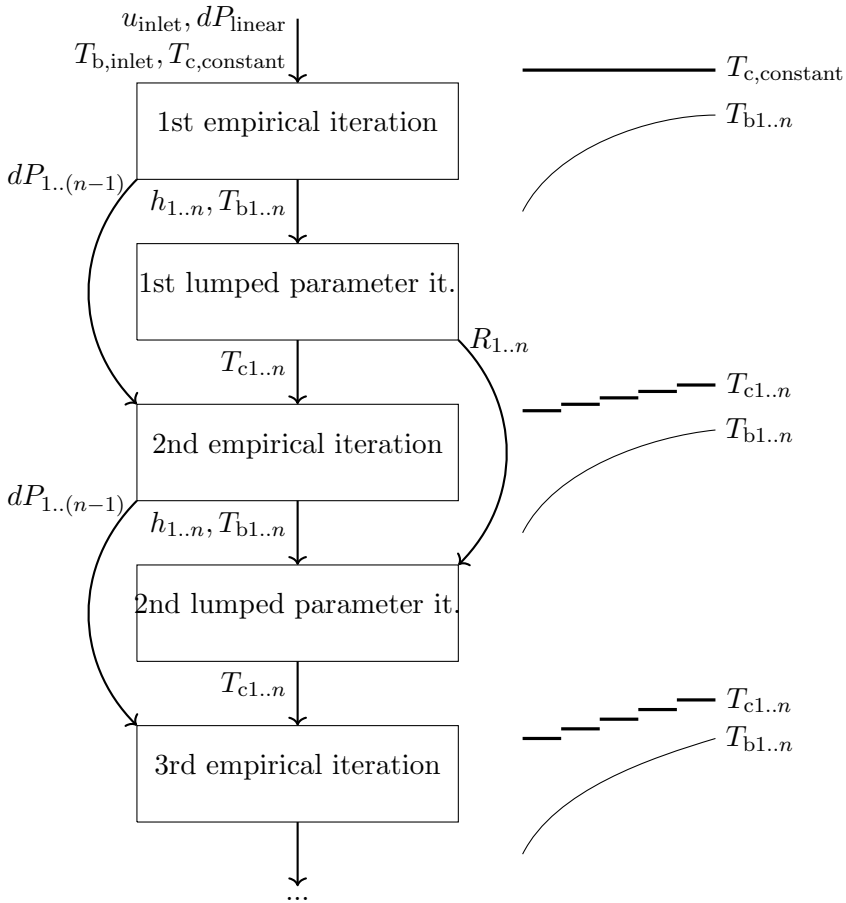 u_inlet, dP_linear
T_b,inlet, T_c,constant
1st empirical iteration
dP_1..(n−1)
h_1..n, T_b1..n
1st lumped parameter it.
R_1..n
T_c1..n
2nd empirical iteration
dP_1..(n−1)
h_1..n, T_b1..n
2nd lumped parameter it.
T_c1..n
3rd empirical iteration
...
T_c,constant
T_b1..n
T_c1..n
T_b1..n
T_c1..n
T_b1..n